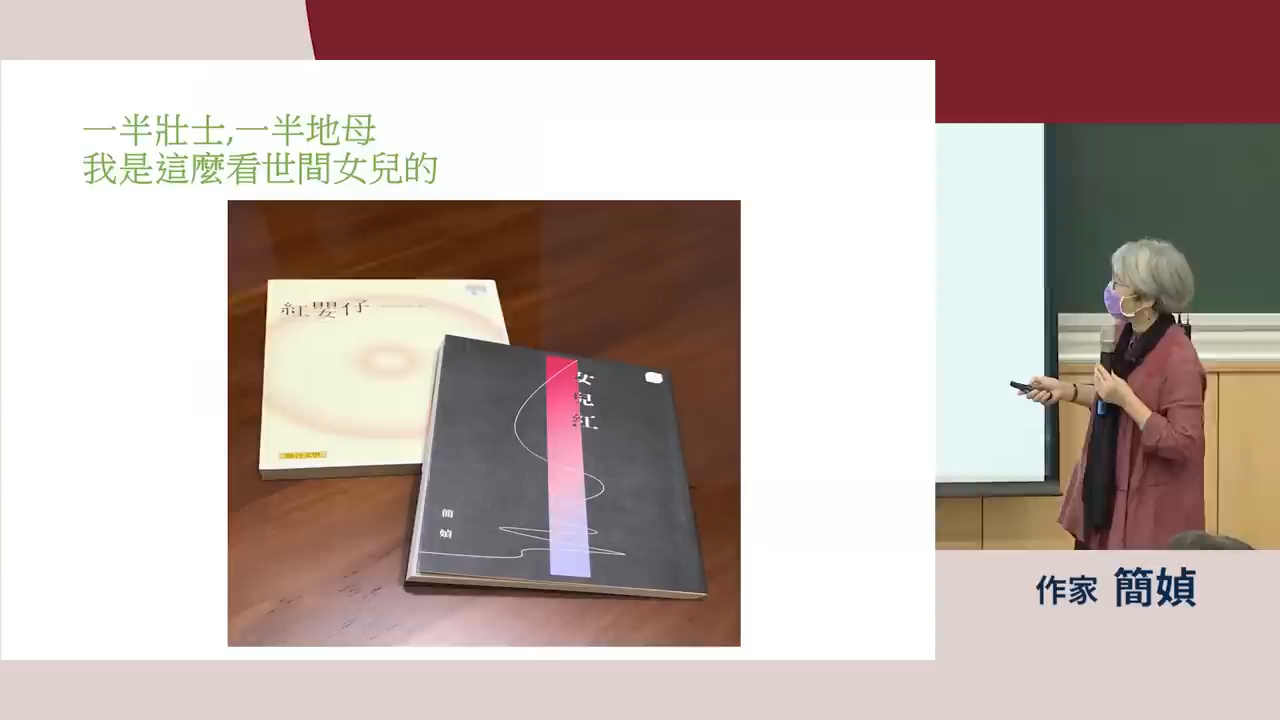 一半壯士,一半地母
我是這麼看世間女兒的
紅嬰仔
女兒紅
簡媜
作家 簡媜